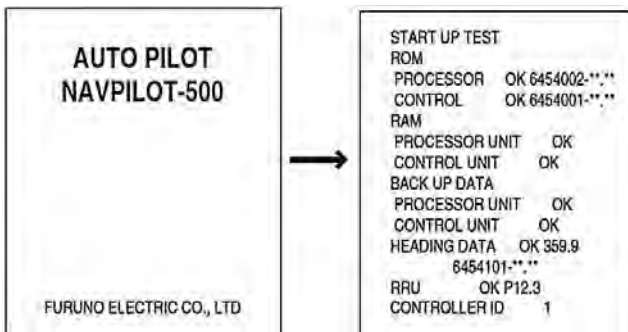 AUTO PILOT
NAVPILOT-500
FURUNO ELECTRIC CO., LTD
START UP TEST
ROM
PROCESSOR OK 6454002-**.**
CONTROL OK 6454001-**.**
RAM
PROCESSOR UNIT OK
CONTROL UNIT OK
BACK UP DATA
PROCESSOR UNIT OK
CONTROL UNIT OK
HEADING DATA OK 359.9
6454101-**.**
RRU OK P12.3
CONTROLLER ID 1